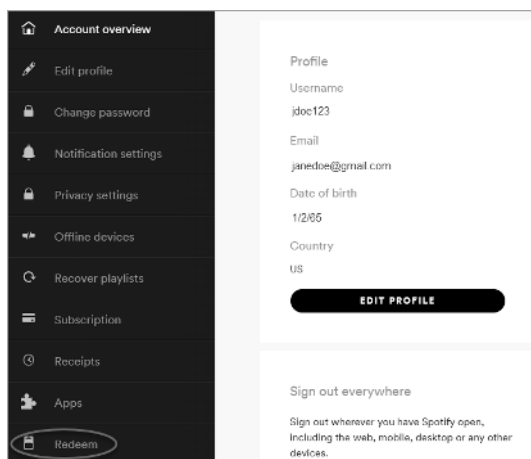 Account overview
Edit profile
Change password
Notification settings
Privacy settings
Offline devices
Recover playlists
Subscription
Receipts
Apps
Redeem
Profile
Username
jdoe123
Email
janedoe@gmail.com
Date of birth
1/2/65
Country
US
EDIT PROFILE
Sign out everywhere
Sign out wherever you have Spotify open,
including the web, mobile, desktop or any other
devices.